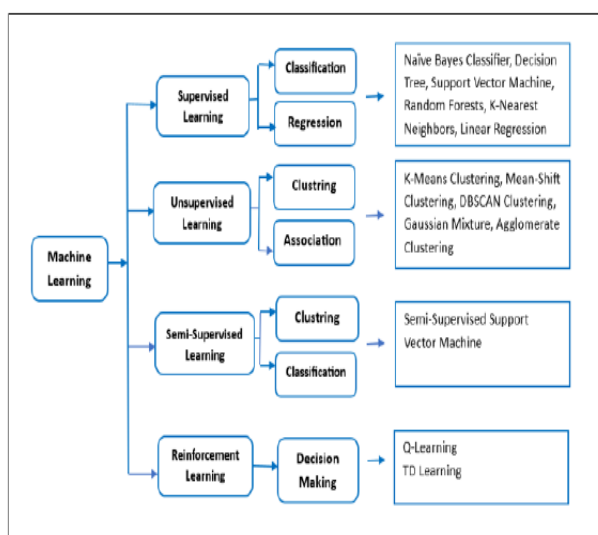 Machine
Learning
Supervised
Learning
Classification
Regression
Naïve Bayes Classifier, Decision
Tree, Support Vector Machine,
Random Forests, K-Nearest
Neighbors, Linear Regression
Unsupervised
Learning
Clustring
Association
K-Means Clustering, Mean-Shift
Clustering, DBSCAN Clustering,
Gaussian Mixture, Agglomerate
Clustering
Semi-Supervised
Learning
Clustring
Classification
Semi-Supervised Support
Vector Machine
Reinforcement
Learning
Decision
Making
Q-Learning
TD Learning